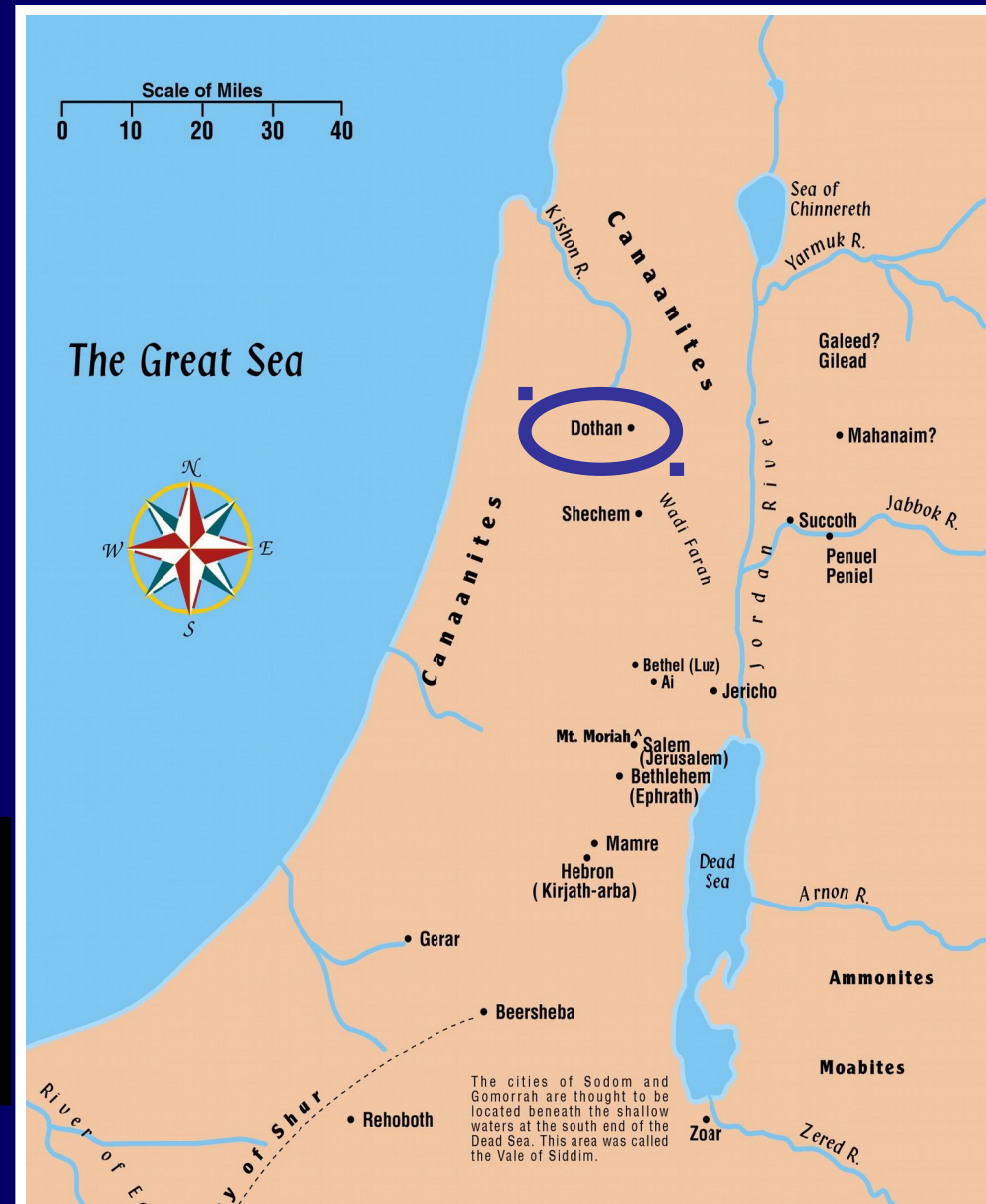 Scale of Miles
0 10 20 30 40
Sea of
Chinnereth
Kishon R.
Canaanites
Yarmuk R.
The Great Sea
Galeed?
Gilead
Dothan
Mahanaim?
N
W E
S
Canaanites
Shechem
Wadi Farah
Jordan River
Succoth
Jabbok R.
Penuel
Peniel
Bethel (Luz)
Ai
Jericho
Mt. Moriah ^
Salem
(Jerusalem)
Bethlehem
(Ephrath)
Mamre
Hebron
( Kirjath-arba)
Dead
Sea
Arnon R.
Gerar
Ammonites
Beersheba
Moabites
The cities of Sodom and
Gomorrah are thought to be
located beneath the shallow
waters at the south end of the
Dead Sea. This area was called
the Vale of Siddim.
River of
of Shur
Rehoboth
Zoar
Zered R.